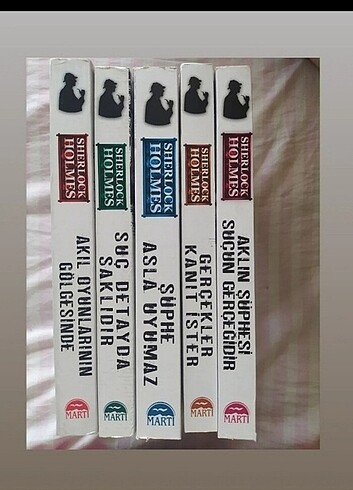 SHERLOCK
HOLMES
AKIL OYUNLARININ
GÖLGESİNDE
MARTI
SHERLOCK
HOLMES
SUÇ DETAYDA
SAKLIDIR
MARTI
SHERLOCK
HOLMES
ŞÜPHE
ASLA UYUMAZ
MARTI
SHERLOCK
HOLMES
GERÇEKLER
KANIT İSTER
MARTI
SHERLOCK
HOLMES
AKLIN ŞÜPHESİ
SUÇUN GERÇEĞİDİR
MARTI